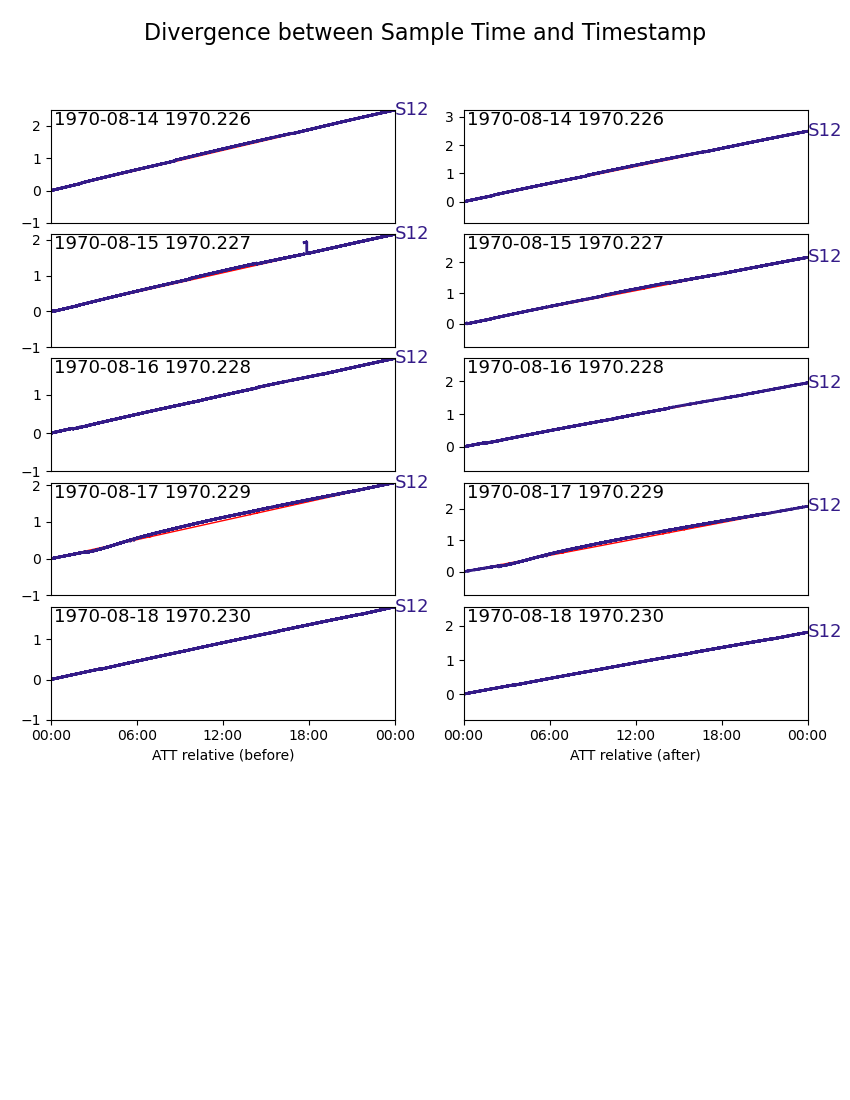 Divergence between Sample Time and Timestamp
1970-08-14 1970.226
S12
2
1
0
−1
1970-08-14 1970.226
S12
3
2
1
0
1970-08-15 1970.227
S12
2
1
0
−1
1970-08-15 1970.227
S12
2
1
0
1970-08-16 1970.228
S12
1
0
−1
1970-08-16 1970.228
S12
2
1
0
1970-08-17 1970.229
S12
2
1
0
−1
1970-08-17 1970.229
S12
2
1
0
1970-08-18 1970.230
S12
1
0
−1
00:00 06:00 12:00 18:00 00:00
ATT relative (before)
1970-08-18 1970.230
S12
2
1
0
00:00 06:00 12:00 18:00 00:00
ATT relative (after)